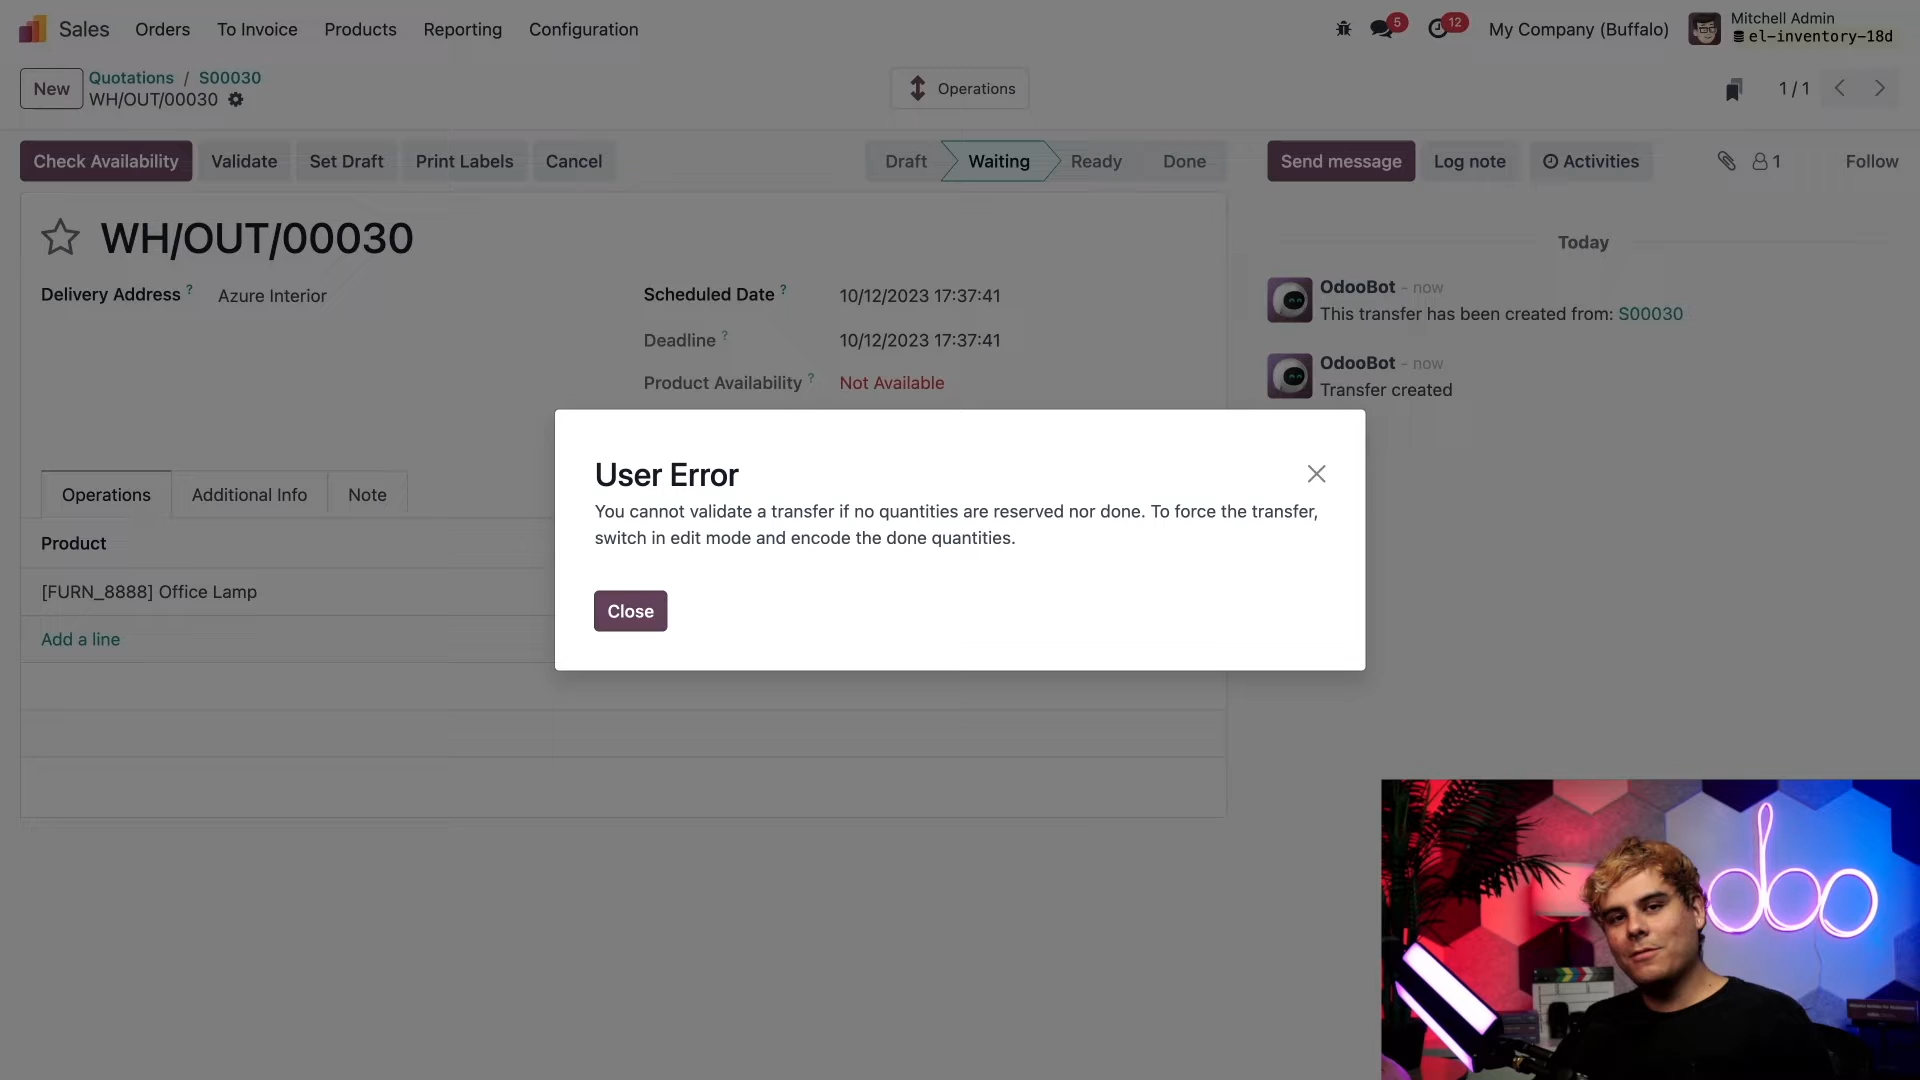 Sales
Orders
To Invoice
Products
Reporting
Configuration
5
12
My Company (Buffalo)
Mitchell Admin
el-inventory-18d
New
Quotations / S00030
WH/OUT/00030
Operations
1 / 1
Check Availability
Validate
Set Draft
Print Labels
Cancel
Draft
Waiting
Ready
Done
Send message
Log note
Activities
1
Follow
WH/OUT/00030
Delivery Address ?
Azure Interior
Scheduled Date ?
10/12/2023 17:37:41
Deadline ?
10/12/2023 17:37:41
Product Availability ?
Not Available
Today
OdooBot - now
This transfer has been created from: S00030
OdooBot - now
Transfer created
Operations
Additional Info
Note
Product
[FURN_8888] Office Lamp
Add a line
User Error
You cannot validate a transfer if no quantities are reserved nor done. To force the transfer,
switch in edit mode and encode the done quantities.
Close
odoo